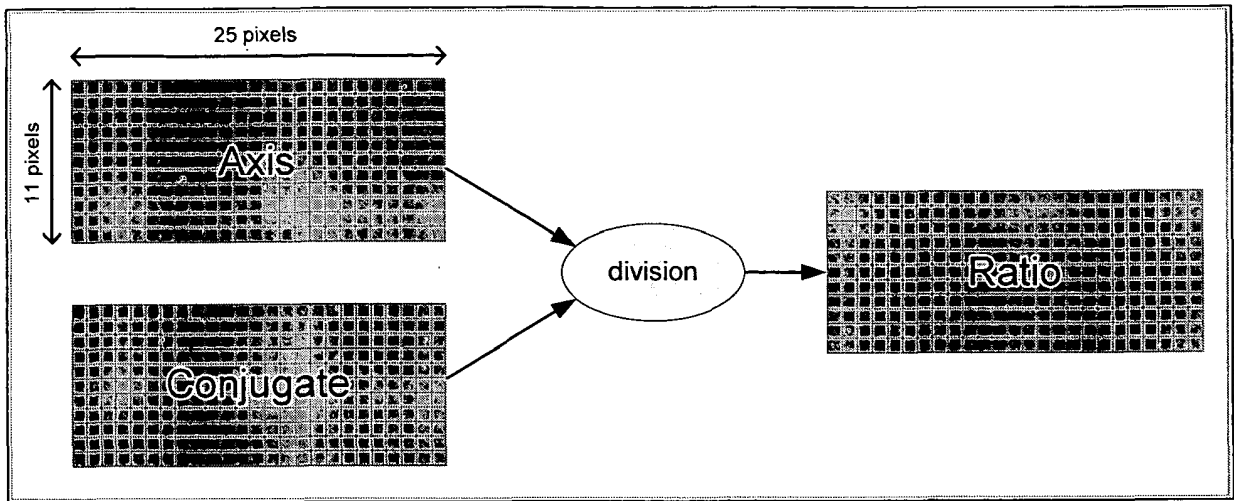 25 pixels
11 pixels
Axis
division
Ratio
Conjugate